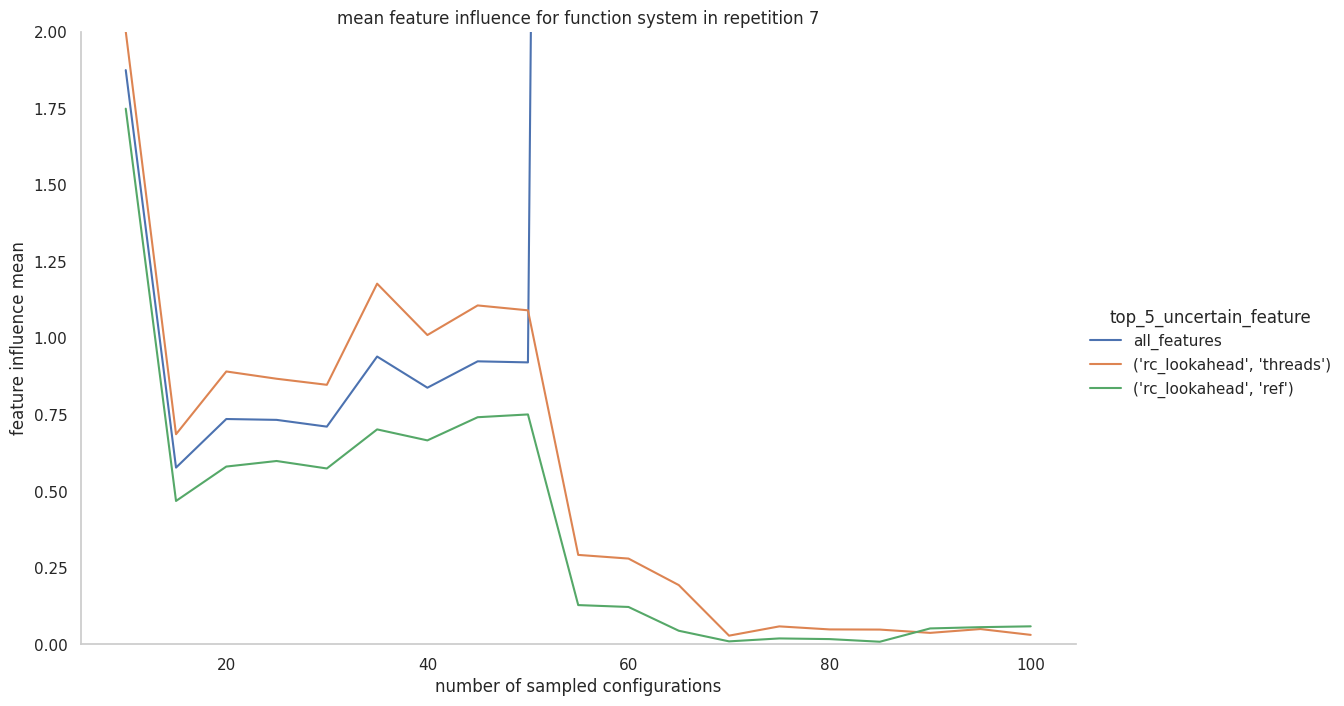 mean feature influence for function system in repetition 7
2.00
1.75
1.50
1.25
1.00
0.75
0.50
0.25
0.00
feature influence mean
20 40 60 80 100
number of sampled configurations
top_5_uncertain_feature
all_features
('rc_lookahead', 'threads')
('rc_lookahead', 'ref')